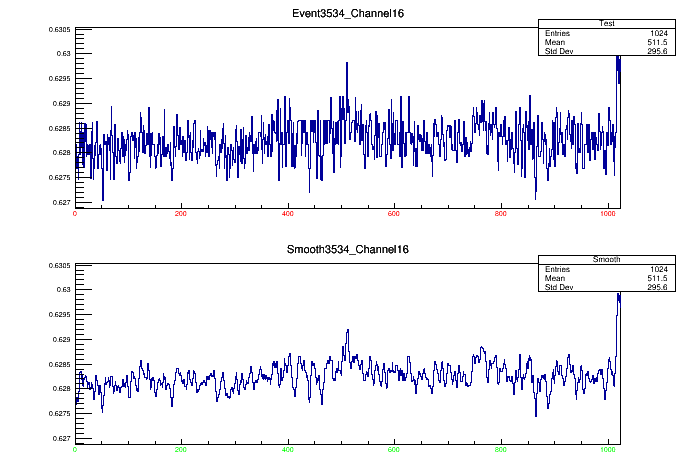 Event3534_Channel16
Test
Entries 1024
Mean 511.5
Std Dev 295.6
0.6305
0.63
0.6295
0.629
0.6285
0.628
0.6275
0.627
0 200 400 600 800 1000
Smooth3534_Channel16
Smooth
Entries 1024
Mean 511.5
Std Dev 295.6
0.6305
0.63
0.6295
0.629
0.6285
0.628
0.6275
0.627
0 200 400 600 800 1000